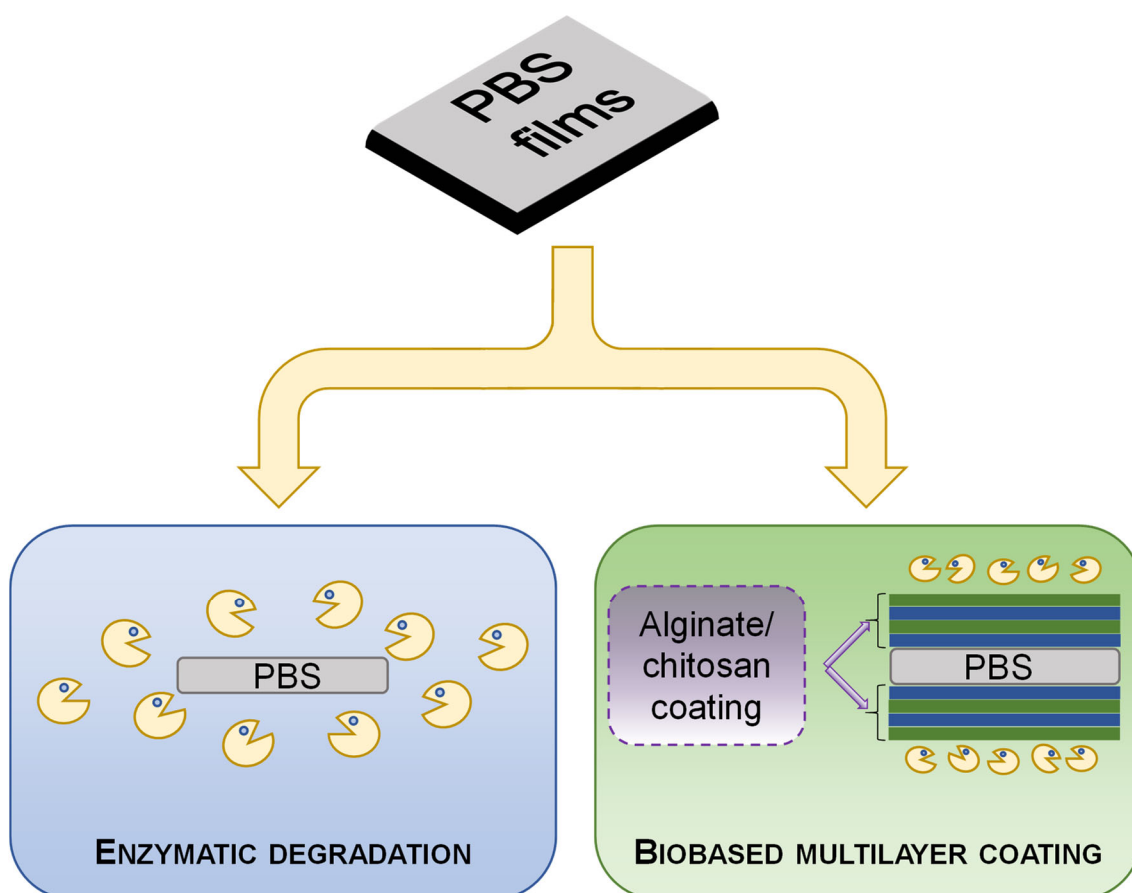 PBS
films
PBS
ENZYMATIC DEGRADATION
Alginate/
chitosan
coating
PBS
BIOBASED MULTILAYER COATING